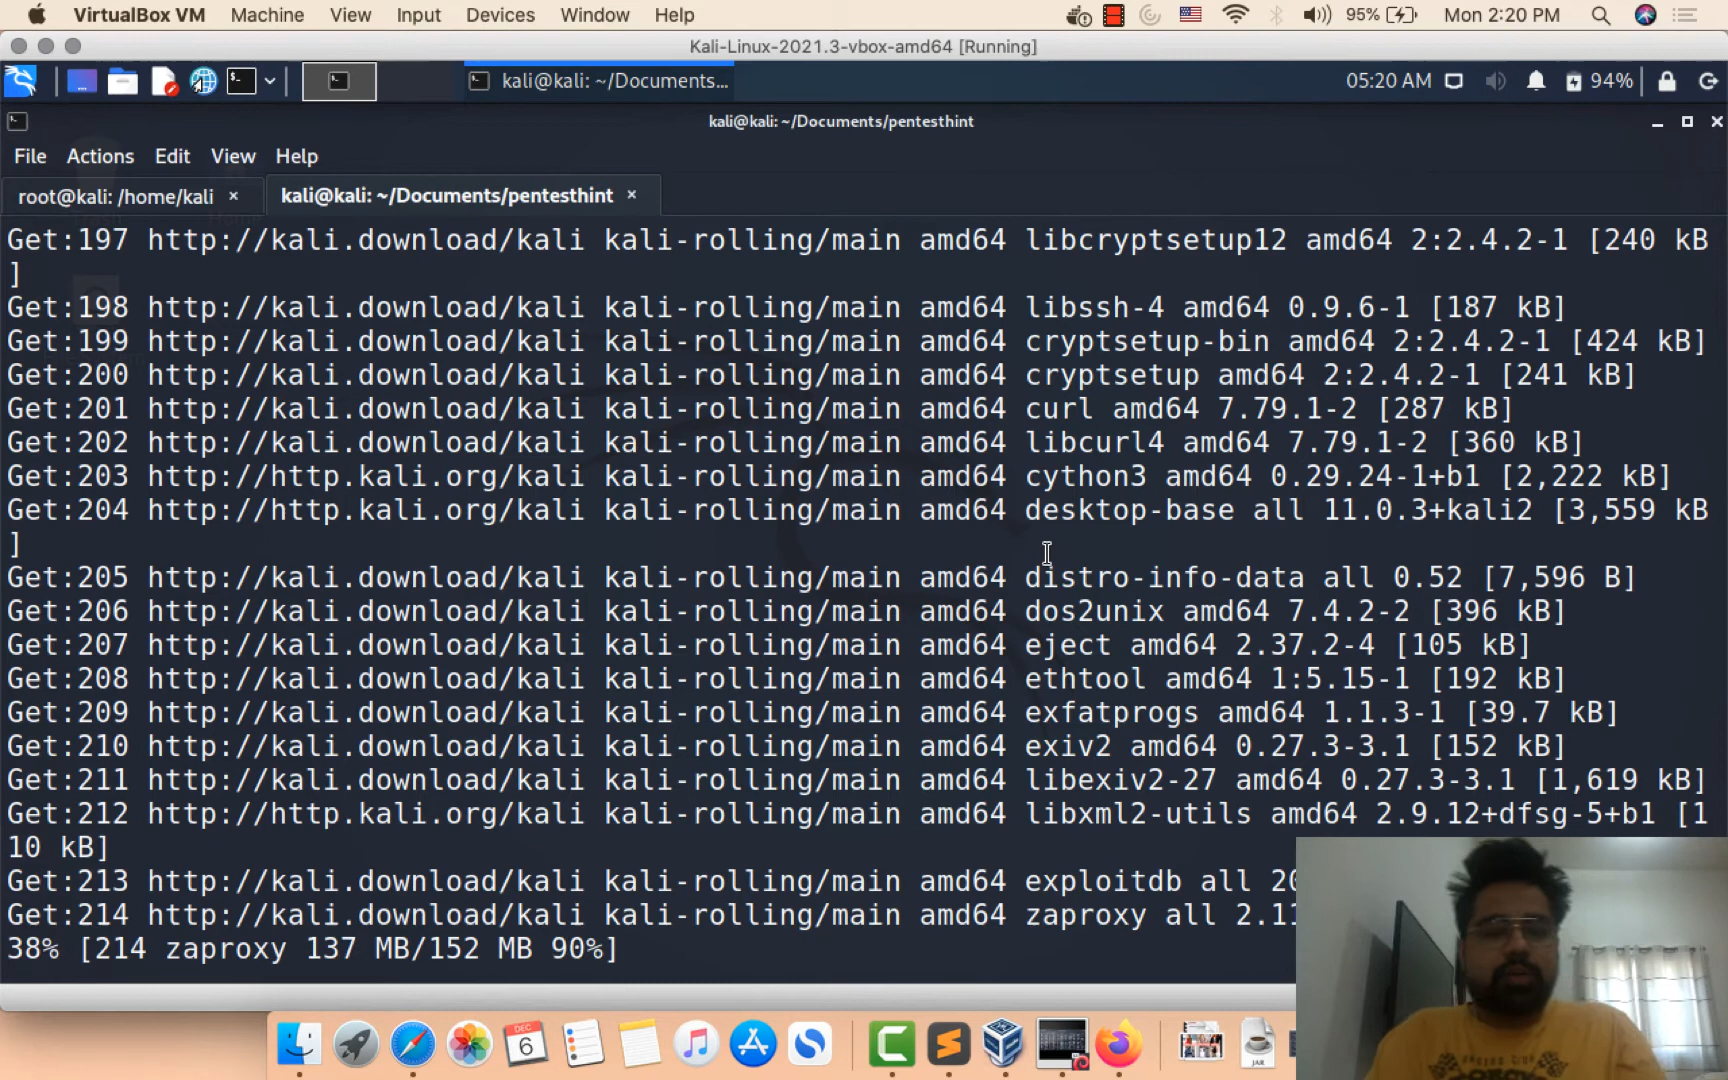 VirtualBox VM Machine View Input Devices Window Help 95% Mon 2:20 PM
Kali-Linux-2021.3-vbox-amd64 [Running]
kali@kali: ~/Documents... 05:20 AM 94%
kali@kali: ~/Documents/pentesthint
File Actions Edit View Help
root@kali: /home/kali × kali@kali: ~/Documents/pentesthint ×
Get:197 http://kali.download/kali kali-rolling/main amd64 libcryptsetup12 amd64 2:2.4.2-1 [240 kB
]
Get:198 http://kali.download/kali kali-rolling/main amd64 libssh-4 amd64 0.9.6-1 [187 kB]
Get:199 http://kali.download/kali kali-rolling/main amd64 cryptsetup-bin amd64 2:2.4.2-1 [424 kB]
Get:200 http://kali.download/kali kali-rolling/main amd64 cryptsetup amd64 2:2.4.2-1 [241 kB]
Get:201 http://kali.download/kali kali-rolling/main amd64 curl amd64 7.79.1-2 [287 kB]
Get:202 http://kali.download/kali kali-rolling/main amd64 libcurl4 amd64 7.79.1-2 [360 kB]
Get:203 http://http.kali.org/kali kali-rolling/main amd64 cython3 amd64 0.29.24-1+b1 [2,222 kB]
Get:204 http://http.kali.org/kali kali-rolling/main amd64 desktop-base all 11.0.3+kali2 [3,559 kB
]
Get:205 http://kali.download/kali kali-rolling/main amd64 distro-info-data all 0.52 [7,596 B]
Get:206 http://kali.download/kali kali-rolling/main amd64 dos2unix amd64 7.4.2-2 [396 kB]
Get:207 http://kali.download/kali kali-rolling/main amd64 eject amd64 2.37.2-4 [105 kB]
Get:208 http://kali.download/kali kali-rolling/main amd64 ethtool amd64 1:5.15-1 [192 kB]
Get:209 http://kali.download/kali kali-rolling/main amd64 exfatprogs amd64 1.1.3-1 [39.7 kB]
Get:210 http://kali.download/kali kali-rolling/main amd64 exiv2 amd64 0.27.3-3.1 [152 kB]
Get:211 http://kali.download/kali kali-rolling/main amd64 libexiv2-27 amd64 0.27.3-3.1 [1,619 kB]
Get:212 http://http.kali.org/kali kali-rolling/main amd64 libxml2-utils amd64 2.9.12+dfsg-5+b1 [1
10 kB]
Get:213 http://kali.download/kali kali-rolling/main amd64 exploitdb all 20
Get:214 http://kali.download/kali kali-rolling/main amd64 zaproxy all 2.11
38% [214 zaproxy 137 MB/152 MB 90%]
DEC
6
JAR